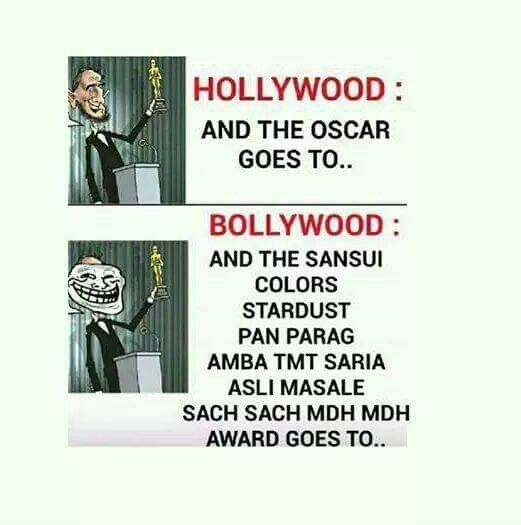 HOLLYWOOD :
AND THE OSCAR
GOES TO..
BOLLYWOOD :
AND THE SANSUI
COLORS
STARDUST
PAN PARAG
AMBA TMT SARIA
ASLI MASALE
SACH SACH MDH MDH
AWARD GOES TO..